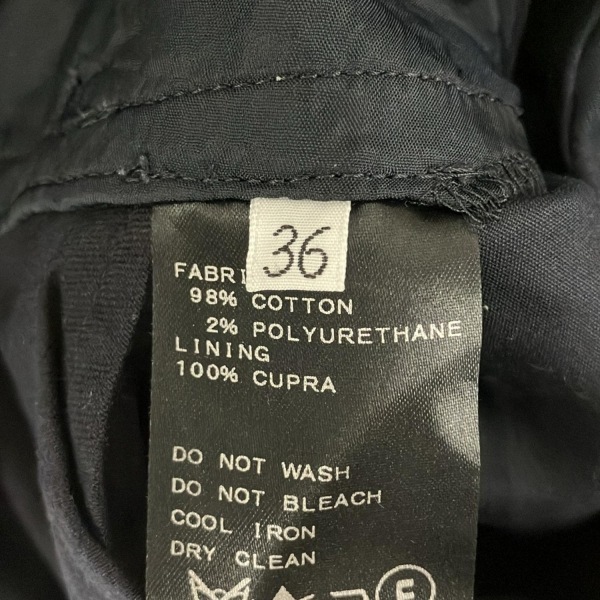 36
FABRI
98% COTTON
2% POLYURETHANE
LINING
100% CUPRA
DO NOT WASH
DO NOT BLEACH
COOL IRON
DRY CLEAN
F